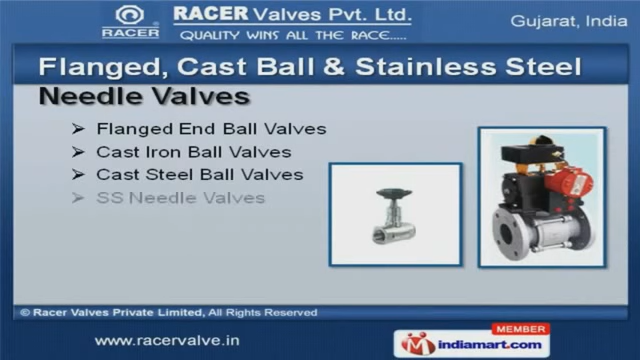 RACER Valves Pvt. Ltd.
RACER
QUALITY WINS ALL THE RACE.....
Gujarat, India
Flanged, Cast Ball & Stainless Steel
Needle Valves
Flanged End Ball Valves
Cast Iron Ball Valves
Cast Steel Ball Valves
SS Needle Valves
© Racer Valves Private Limited, All Rights Reserved
www.racervalve.in
MEMBER
indiamart.com